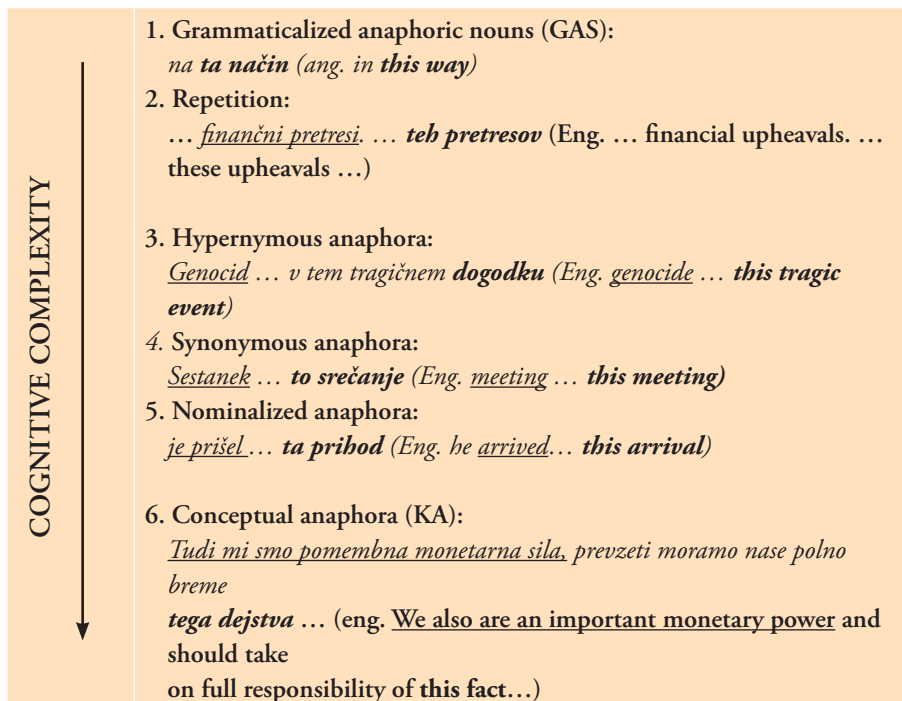 COGNITIVE COMPLEXITY
1. Grammaticalized anaphoric nouns (GAS):
na ta način (ang. in this way)
2. Repetition:
… finančni pretresi. … teh pretresov (Eng. … financial upheavals. …
these upheavals …)
3. Hypernymous anaphora:
Genocid … v tem tragičnem dogodku (Eng. genocide … this tragic
event)
4. Synonymous anaphora:
Sestanek … to srečanje (Eng. meeting … this meeting)
5. Nominalized anaphora:
je prišel … ta prihod (Eng. he arrived… this arrival)
6. Conceptual anaphora (KA):
Tudi mi smo pomembna monetarna sila, prevzeti moramo nase polno
breme
tega dejstva … (eng. We also are an important monetary power and
should take
on full responsibility of this fact…)